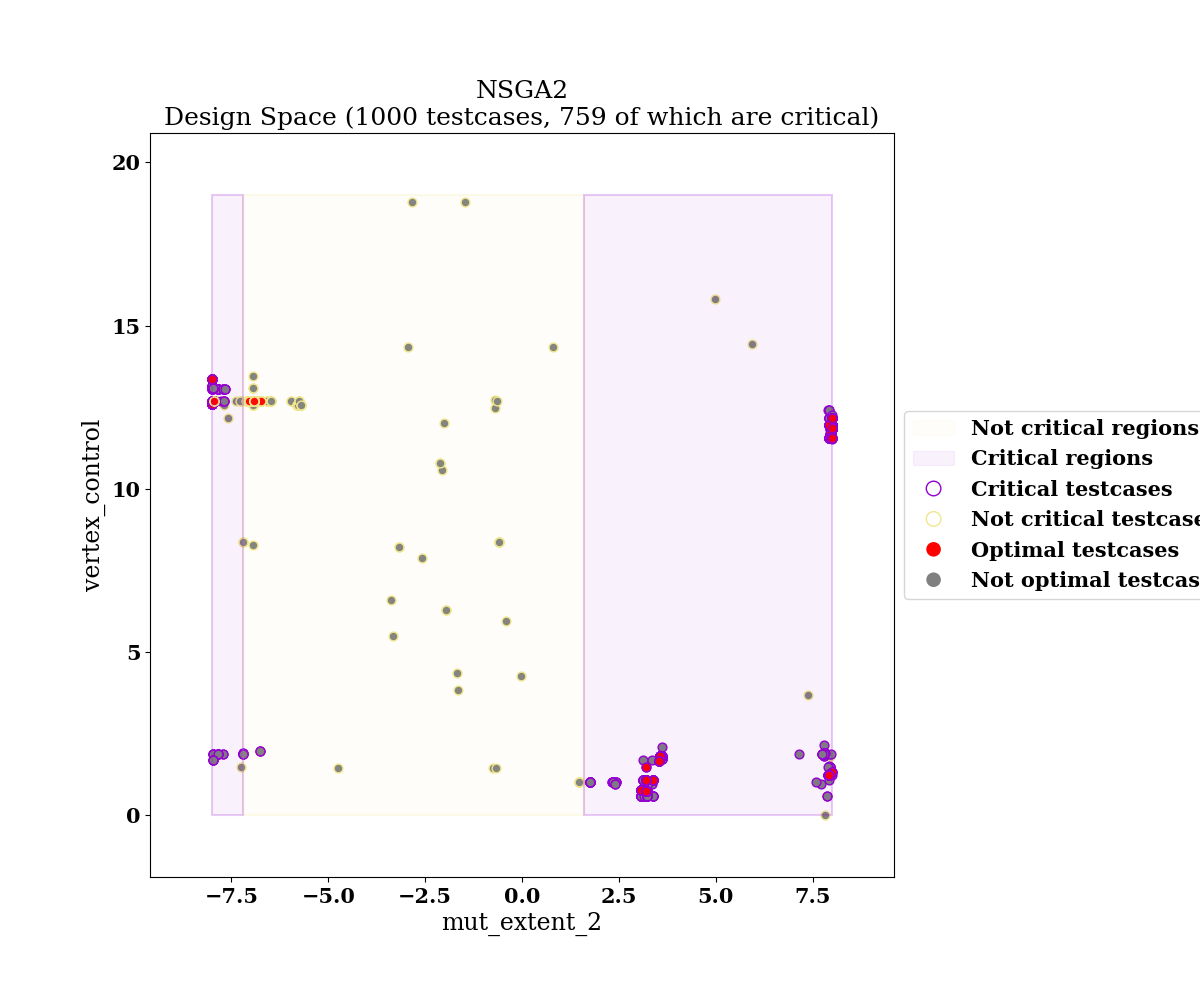 NSGA2
Design Space (1000 testcases, 759 of which are critical)
20
15
10
5
0
vertex_control
−7.5 −5.0 −2.5 0.0 2.5 5.0 7.5
mut_extent_2
Not critical regions
Critical regions
Critical testcases
Not critical testcase
Optimal testcases
Not optimal testcas